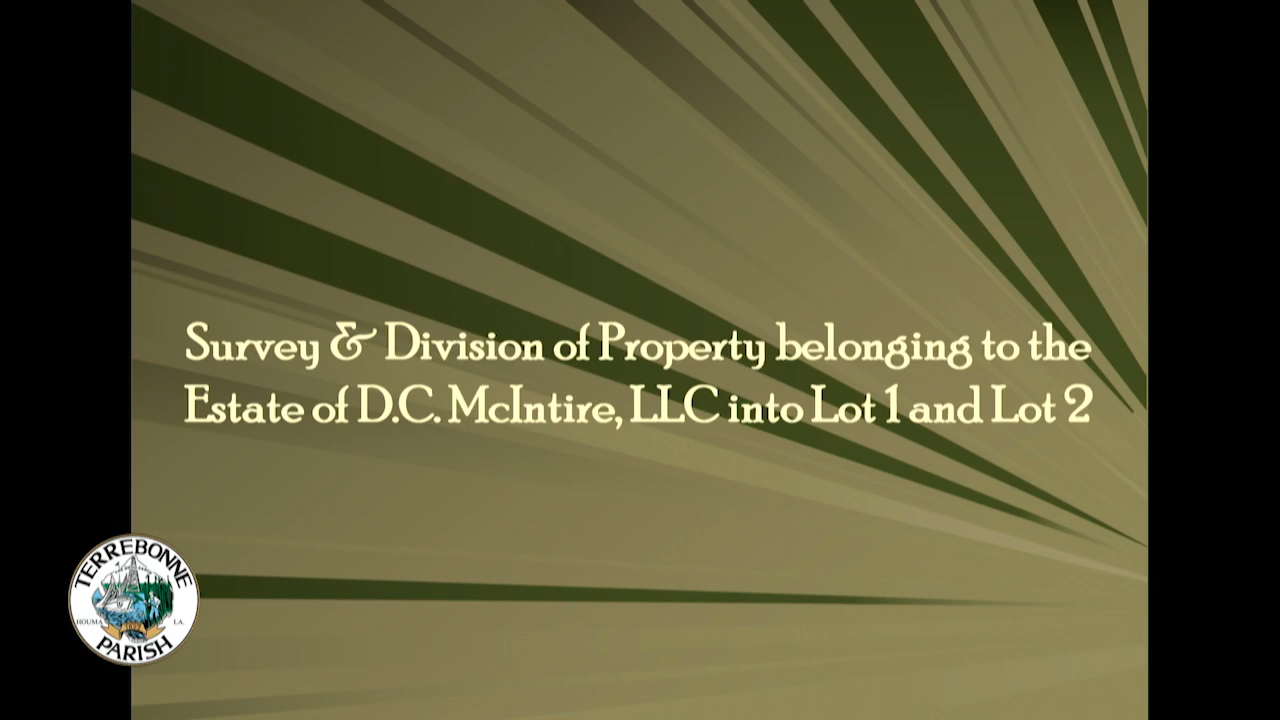 Survey & Division of Property belonging to the
Estate of D.C. McIntire, LLC into Lot 1 and Lot 2
TERREBONNE
HOUMA LA.
PARISH